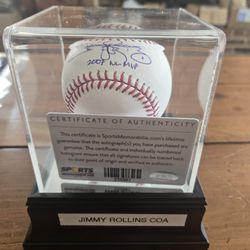 2007 NL MVP
CERTIFICATE OF AUTHENTICITY
This certificate is SportsMemorabilia.com's lifetime
guarantee that the autograph(s) you have purchased are
genuine. The certificate and individually numbered
hologram ensure that all signatures can be traced back
to their point of origin and verified as authentic.
SPORTS
JIMMY ROLLINS COA